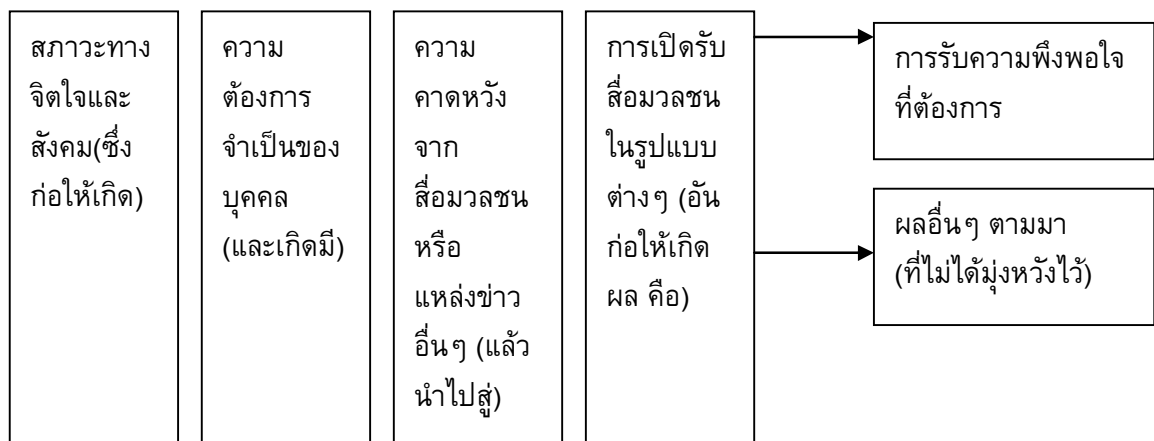 สภาวะทาง
จิตใจและ
สังคม(ซึ่ง
ก่อให้เกิด)
ความ
ต้องการ
จำเป็นของ
บุคคล
(และเกิดมี)
ความ
คาดหวัง
จาก
สื่อมวลชน
หรือ
แหล่งข่าว
อื่นๆ (แล้ว
นำไปสู่)
การเปิดรับ
สื่อมวลชน
ในรูปแบบ
ต่างๆ (อัน
ก่อให้เกิด
ผล คือ)
การรับความพึงพอใจ
ที่ต้องการ
ผลอื่นๆ ตามมา
(ที่ไม่ได้มุ่งหวังไว้)